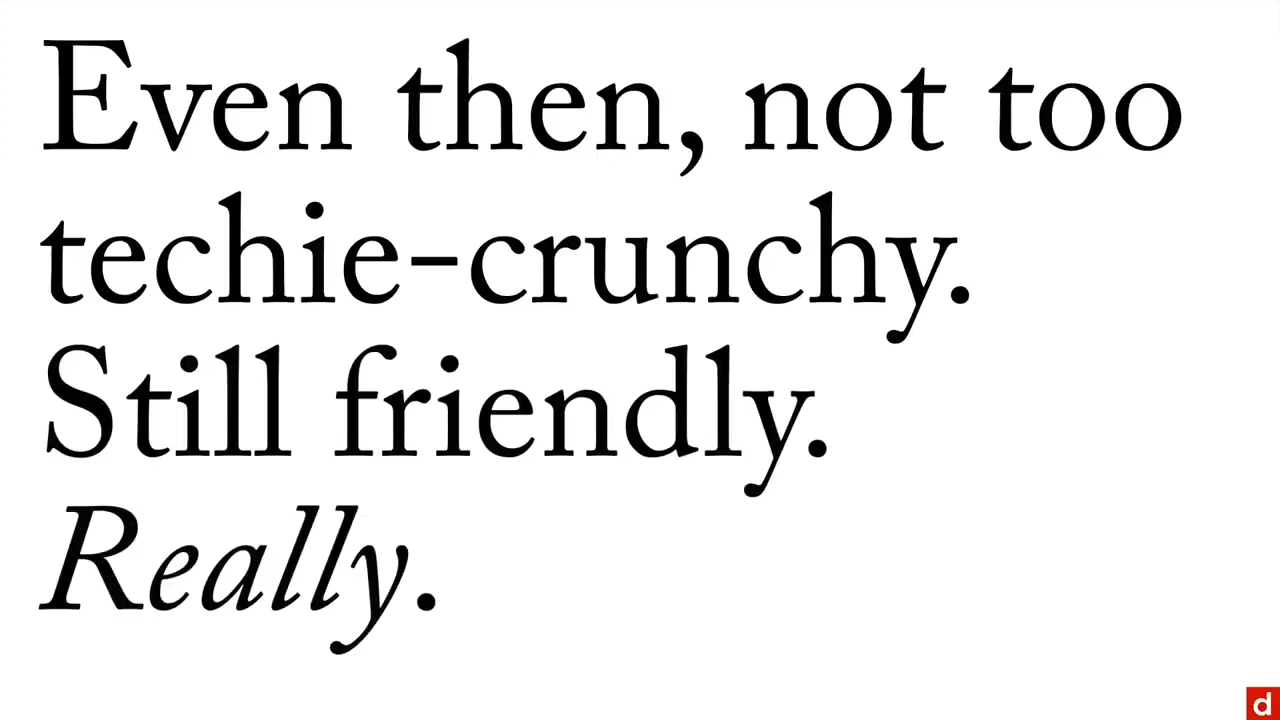 Even then, not too
techie-crunchy.
Still friendly.
Really.
d